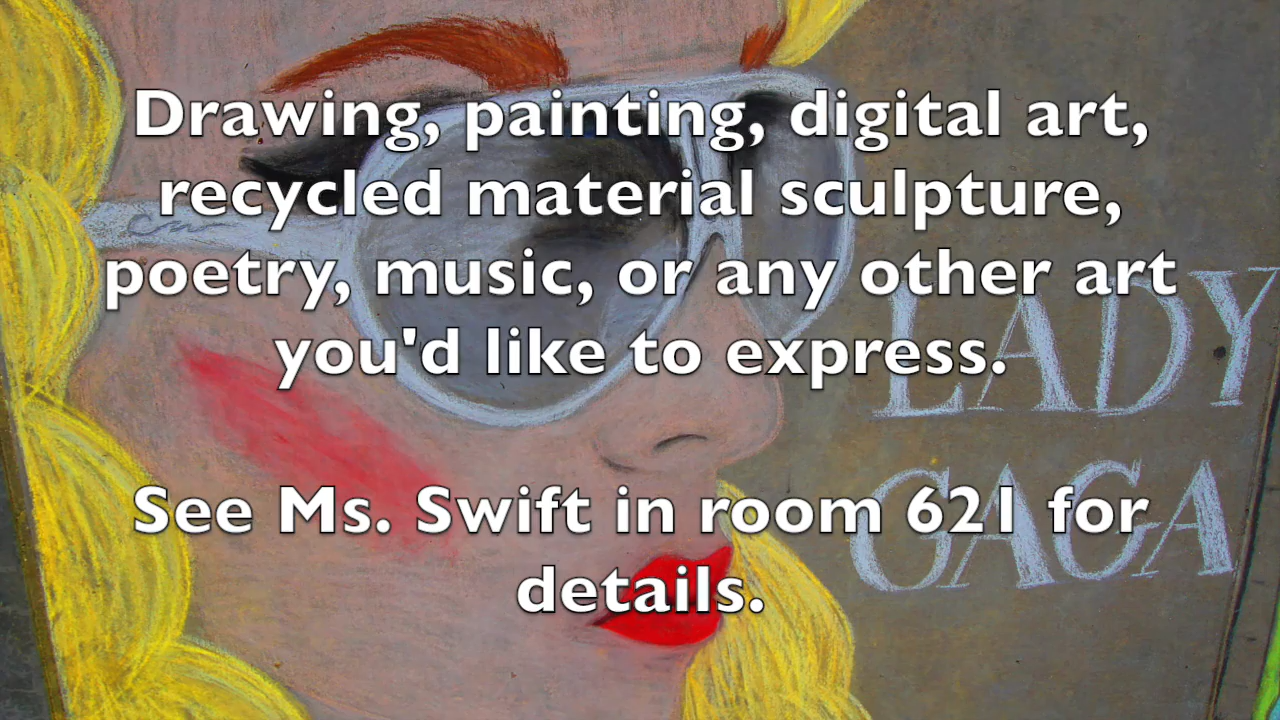 Drawing, painting, digital art,
recycled material sculpture,
poetry, music, or any other art
you'd like to express.
LADY
GAGA
See Ms. Swift in room 621 for
details.